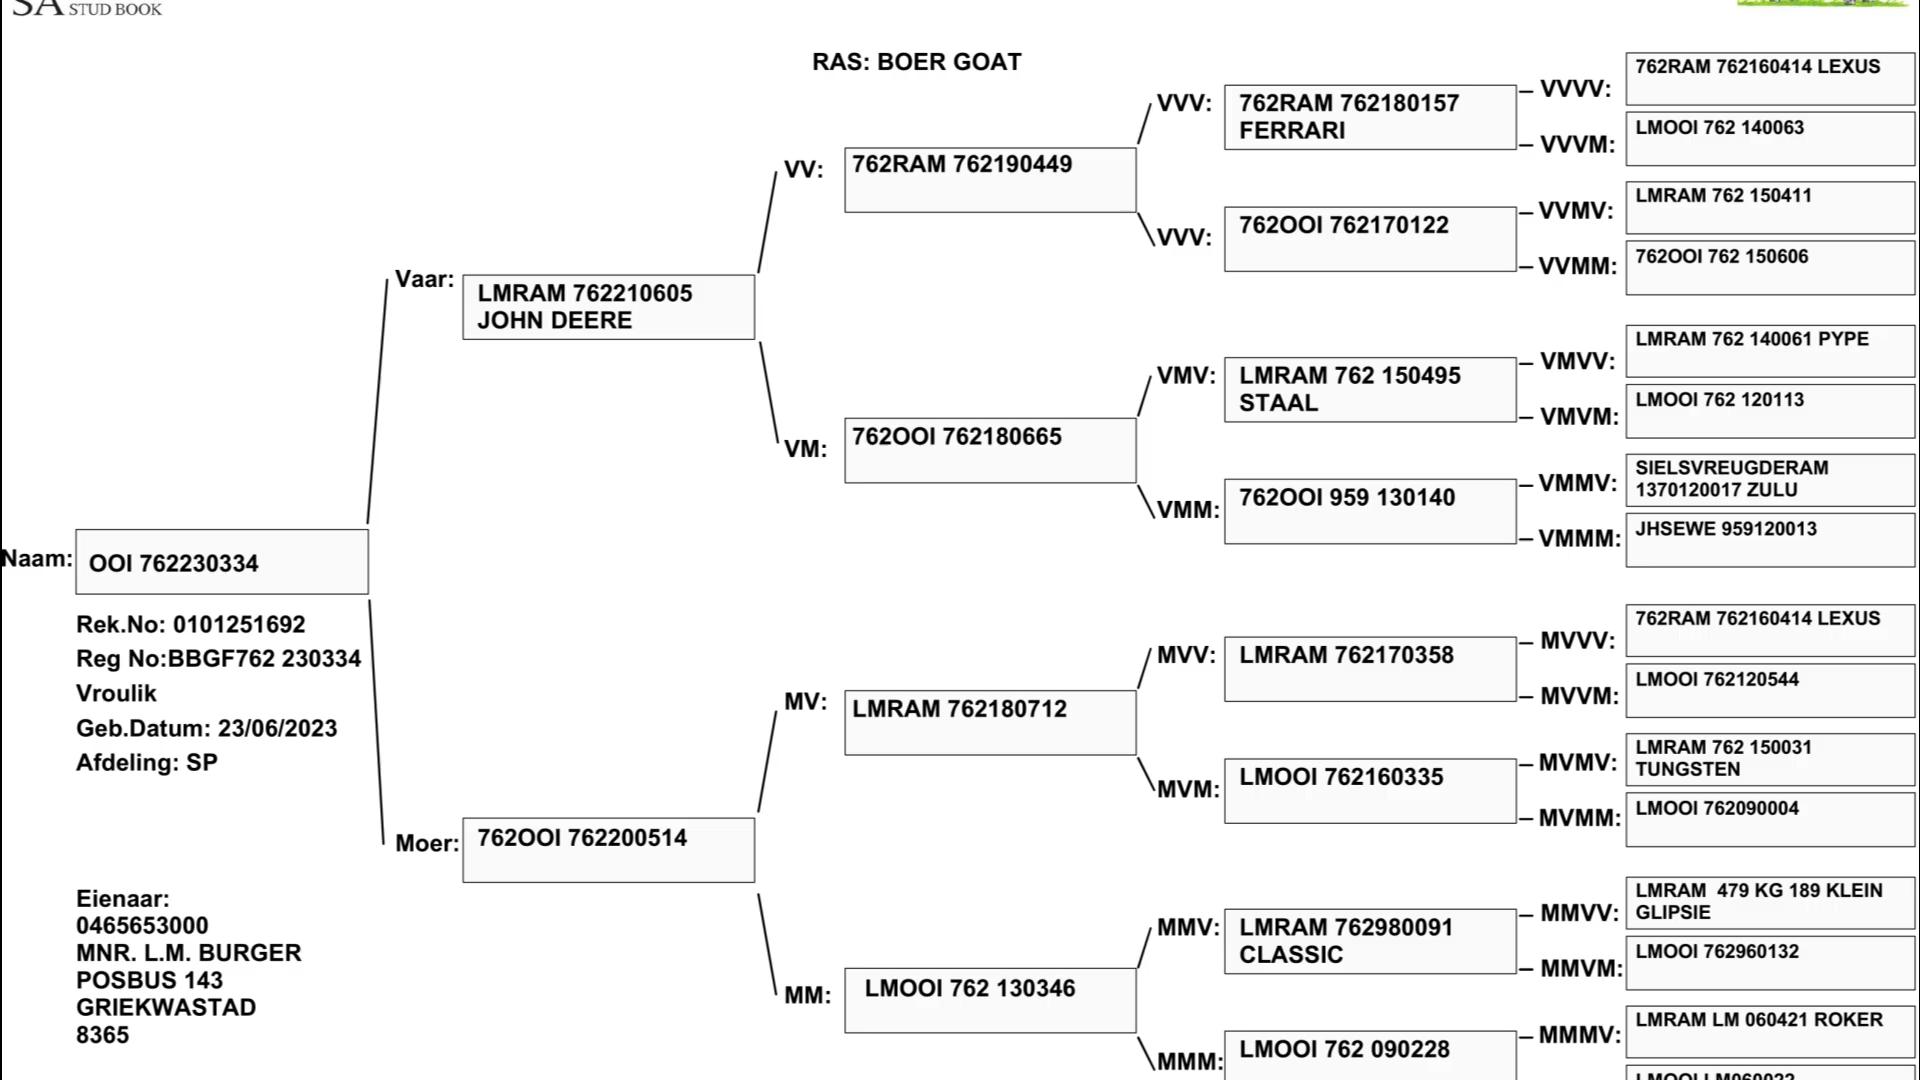 SA STUD BOOK
RAS: BOER GOAT
Naam:
OOI 762230334
Rek.No: 0101251692
Reg No:BBGF762 230334
Vroulik
Geb.Datum: 23/06/2023
Afdeling: SP
Eienaar:
0465653000
MNR. L.M. BURGER
POSBUS 143
GRIEKWASTAD
8365
Vaar:
LMRAM 762210605
JOHN DEERE
Moer:
762OOI 762200514
VV:
762RAM 762190449
VM:
762OOI 762180665
MV:
LMRAM 762180712
MM:
LMOOI 762 130346
VVV:
762RAM 762180157
FERRARI
VVV:
762OOI 762170122
VMV:
LMRAM 762 150495
STAAL
VMM:
762OOI 959 130140
MVV:
LMRAM 762170358
MVM:
LMOOI 762160335
MMV:
LMRAM 762980091
CLASSIC
MMM:
LMOOI 762 090228
VVVV:
762RAM 762160414 LEXUS
VVVM:
LMOOI 762 140063
VVMV:
LMRAM 762 150411
VVMM:
762OOI 762 150606
VMVV:
LMRAM 762 140061 PYPE
VMVM:
LMOOI 762 120113
VMMV:
SIELSVREUGDERAM
1370120017 ZULU
VMMM:
JHSEWE 959120013
MVVV:
762RAM 762160414 LEXUS
MVVM:
LMOOI 762120544
MVMV:
LMRAM 762 150031
TUNGSTEN
MVMM:
LMOOI 762090004
MMVV:
LMRAM  479 KG 189 KLEIN
GLIPSIE
MMVM:
LMOOI 762960132
MMMV:
LMRAM LM 060421 ROKER